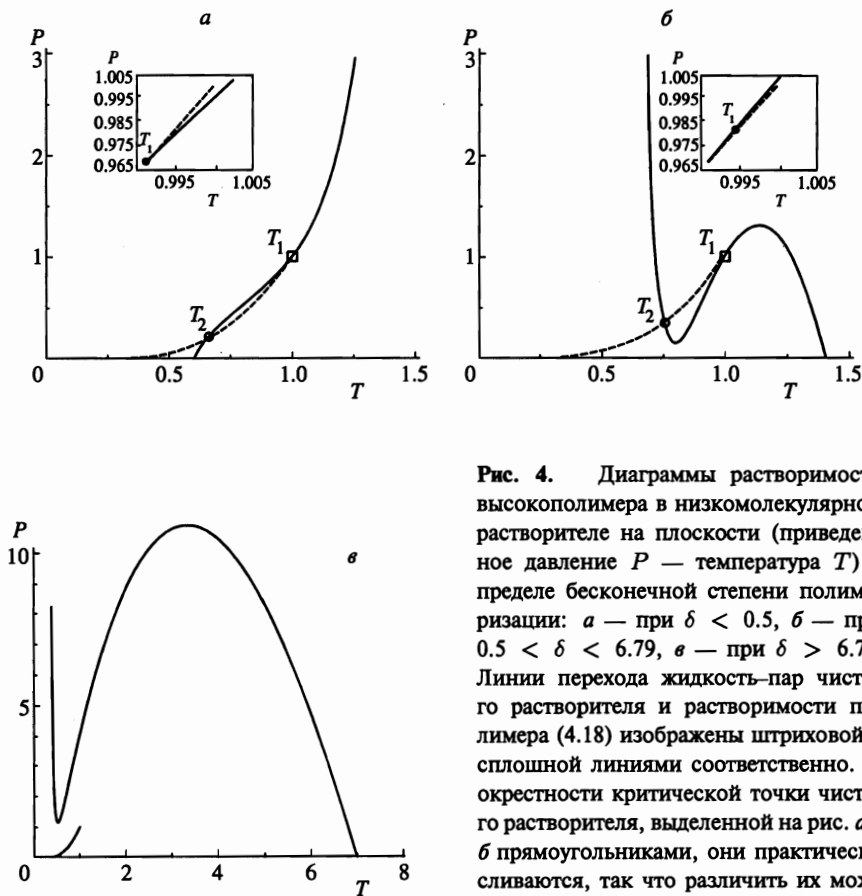 а
P
3
2
1
0
0.5
1.0
1.5
T
T₁
T₂
P
1.005
0.995
0.985
0.975
0.965
T₁
0.995
1.005
T
б
P
3
2
1
0
0.5
1.0
1.5
T
T₁
T₂
P
1.005
0.995
0.985
0.975
0.965
T₁
0.995
1.005
T
в
P
10
5
0
2
4
6
8
T
Рис. 4. Диаграммы растворимост
высокополимера в низкомолекулярно
растворителе на плоскости (приведен
ное давление P — температура T)
пределе бесконечной степени полим
ризации: а — при δ < 0.5, б — пр
0.5 < δ < 6.79, в — при δ > 6.7
Линии перехода жидкость–пар чист
го растворителя и растворимости п
лимера (4.18) изображены штриховой
сплошной линиями соответственно.
окрестности критической точки чист
го растворителя, выделенной на рис. а
б прямоугольниками, они практическ
сливаются, так что различить их мож